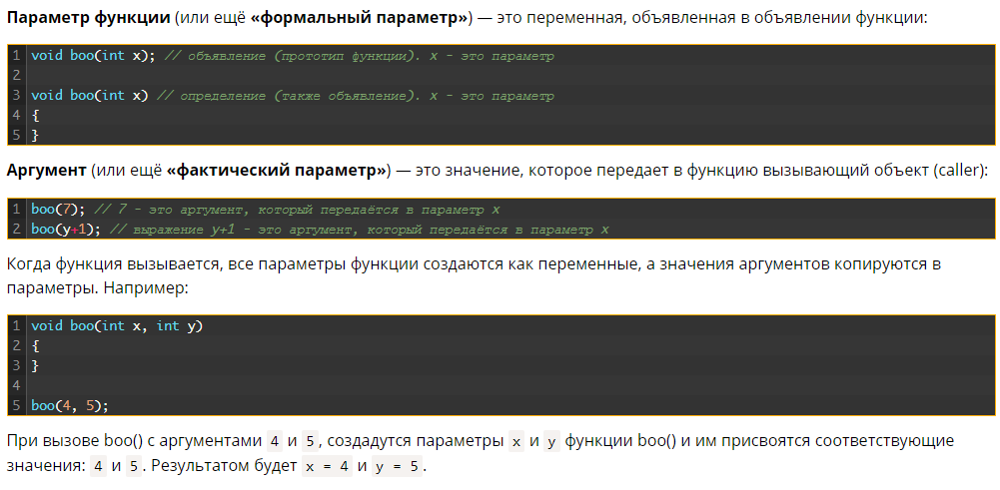 Параметр функции (или ещё «формальный параметр») — это переменная, объявленная в объявлении функции:
1 void boo(int x); // объявление (прототип функции). x - это параметр
2
3 void boo(int x) // определение (также объявление). x - это параметр
4 {
5 }
Аргумент (или ещё «фактический параметр») — это значение, которое передает в функцию вызывающий объект (caller):
1 boo(7); // 7 - это аргумент, который передаётся в параметр x
2 boo(y+1); // выражение y+1 - это аргумент, который передаётся в параметр x
Когда функция вызывается, все параметры функции создаются как переменные, а значения аргументов копируются в
параметры. Например:
1 void boo(int x, int y)
2 {
3 }
4
5 boo(4, 5);
При вызове boo() с аргументами 4 и 5, создадутся параметры x и y функции boo() и им присвоятся соответствующие
значения: 4 и 5. Результатом будет x = 4 и y = 5.